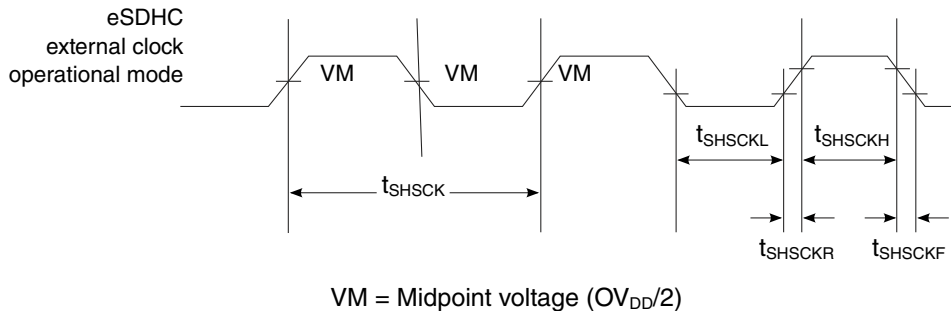 eSDHC
external clock
operational mode
VM VM VM
tSHSCKL tSHSCKH
tSHSCK
tSHSCKR tSHSCKF
VM = Midpoint voltage (OVDD/2)